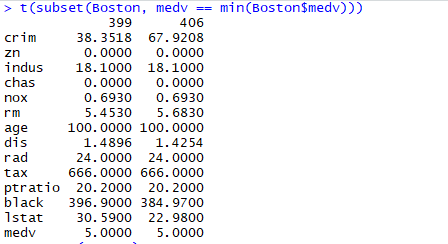 > t(subset(Boston, medv == min(Boston$medv)))
             399      406
crim     38.3518  67.9208
zn        0.0000   0.0000
indus    18.1000  18.1000
chas      0.0000   0.0000
nox       0.6930   0.6930
rm        5.4530   5.6830
age     100.0000 100.0000
dis       1.4896   1.4254
rad      24.0000  24.0000
tax     666.0000 666.0000
ptratio  20.2000  20.2000
black   396.9000 384.9700
lstat    30.5900  22.9800
medv      5.0000   5.0000